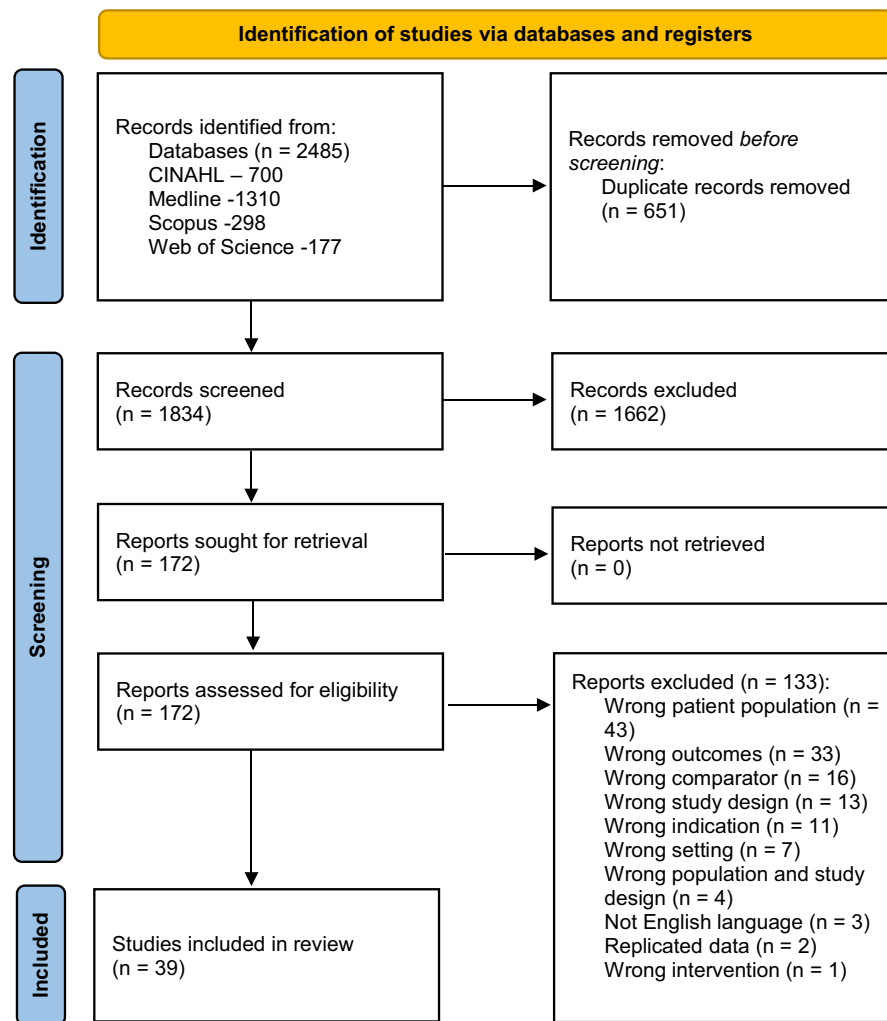 Identification of studies via databases and registers
Identification
Records identified from:
Databases (n = 2485)
CINAHL – 700
Medline -1310
Scopus -298
Web of Science -177
Records removed before
screening:
Duplicate records removed
(n = 651)
Screening
Records screened
(n = 1834)
Records excluded
(n = 1662)
Reports sought for retrieval
(n = 172)
Reports not retrieved
(n = 0)
Reports assessed for eligibility
(n = 172)
Reports excluded (n = 133):
Wrong patient population (n =
43)
Wrong outcomes (n = 33)
Wrong comparator (n = 16)
Wrong study design (n = 13)
Wrong indication (n = 11)
Wrong setting (n = 7)
Wrong population and study
design (n = 4)
Not English language (n = 3)
Replicated data (n = 2)
Wrong intervention (n = 1)
Included
Studies included in review
(n = 39)